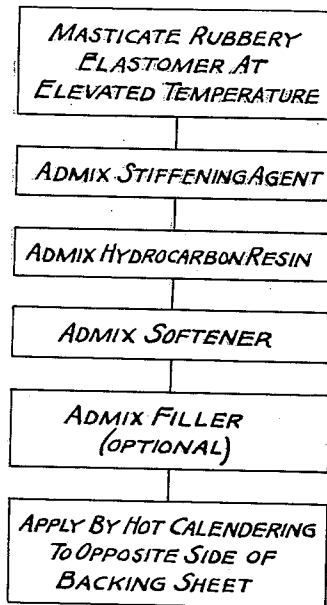 MASTICATE RUBBERY
ELASTOMER AT
ELEVATED TEMPERATURE
ADMIX STIFFENING AGENT
ADMIX HYDROCARBON RESIN
ADMIX SOFTENER
ADMIX FILLER
(OPTIONAL)
APPLY BY HOT CALENDERING
TO OPPOSITE SIDE OF
BACKING SHEET